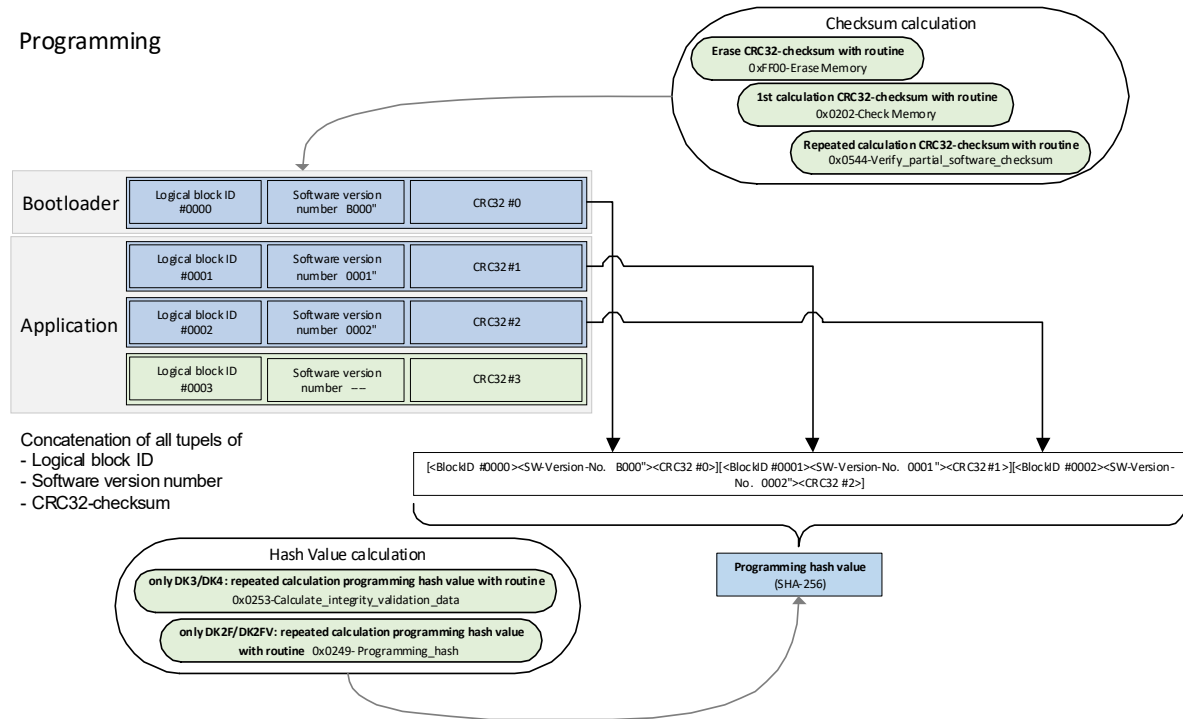 Programming
Checksum calculation
Erase CRC32-checksum with routine
0xFF00-Erase Memory
1st calculation CRC32-checksum with routine
0x0202-Check Memory
Repeated calculation CRC32-checksum with routine
0x0544-Verify_partial_software_checksum
Bootloader
Logical block ID
#0000
Software version
number B000"
CRC32 #0
Application
Logical block ID
#0001
Software version
number 0001"
CRC32 #1
Logical block ID
#0002
Software version
number 0002"
CRC32 #2
Logical block ID
#0003
Software version
number ----
CRC32 #3
Concatenation of all tupels of
- Logical block ID
- Software version number
- CRC32-checksum
[<BlockID #0000><SW-Version-No. B000"><CRC32 #0>][<BlockID #0001><SW-Version-No. 0001"><CRC32 #1>][<BlockID #0002><SW-Version-
No. 0002"><CRC32 #2>]
Hash Value calculation
only DK3/DK4: repeated calculation programming hash value with routine
0x0253-Calculate_integrity_validation_data
only DK2F/DK2FV: repeated calculation programming hash value
with routine 0x0249- Programming_hash
Programming hash value
(SHA-256)